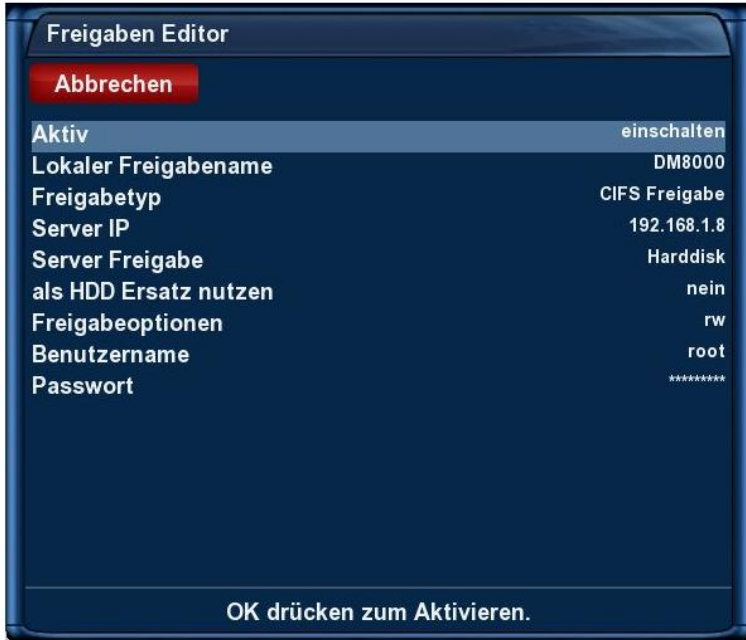 Freigaben Editor
Abbrechen
Aktiv einschalten
Lokaler Freigabename DM8000
Freigabetyp CIFS Freigabe
Server IP 192.168.1.8
Server Freigabe Harddisk
als HDD Ersatz nutzen nein
Freigabeoptionen rw
Benutzername root
Passwort *********
OK drücken zum Aktivieren.